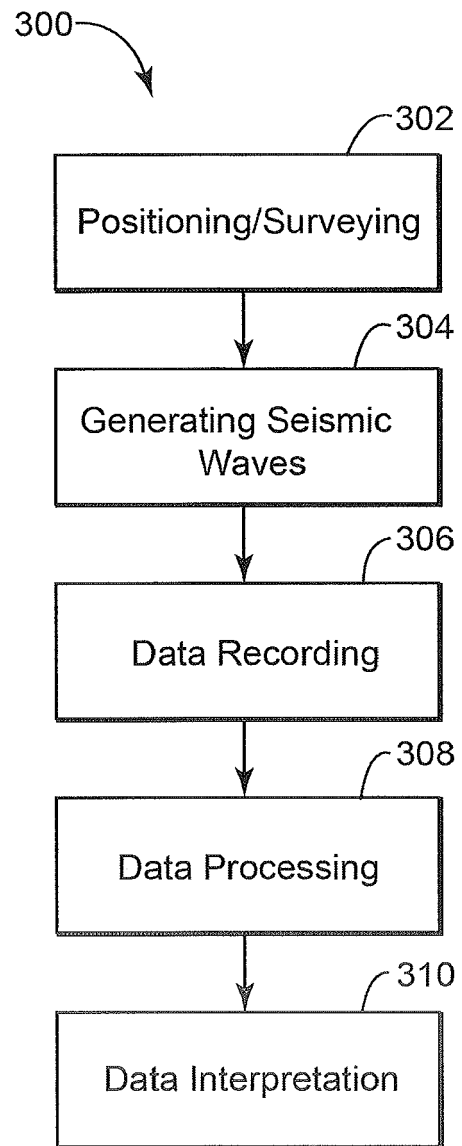 300
302
Positioning/Surveying
304
Generating Seismic
Waves
306
Data Recording
308
Data Processing
310
Data Interpretation